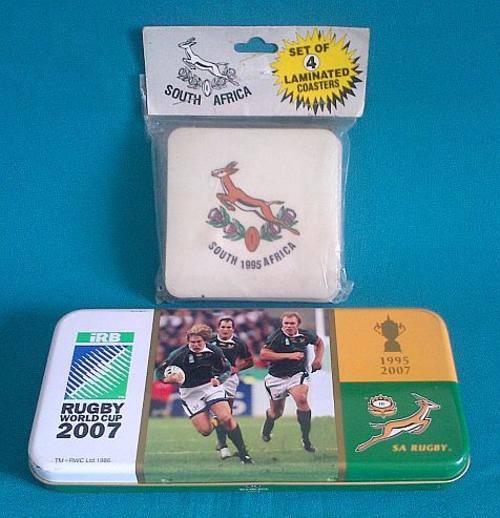 SOUTH AFRICA
SET OF
4
LAMINATED
COASTERS
SOUTH 1995 AFRICA
iRB
RUGBY
WORLD CUP
2007
TM © RWC Ltd 1986
1995
2007
SA RUGBY